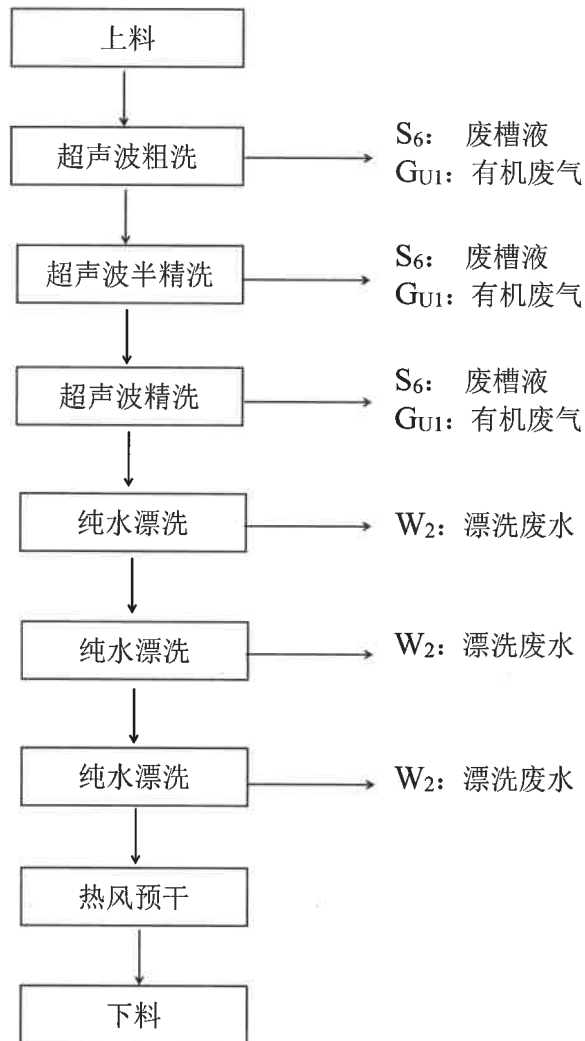 上料
超声波粗洗
S₆： 废槽液
G_U1：有机废气
超声波半精洗
S₆： 废槽液
G_U1：有机废气
超声波精洗
S₆： 废槽液
G_U1：有机废气
纯水漂洗
W₂：漂洗废水
纯水漂洗
W₂：漂洗废水
纯水漂洗
W₂：漂洗废水
热风预干
下料